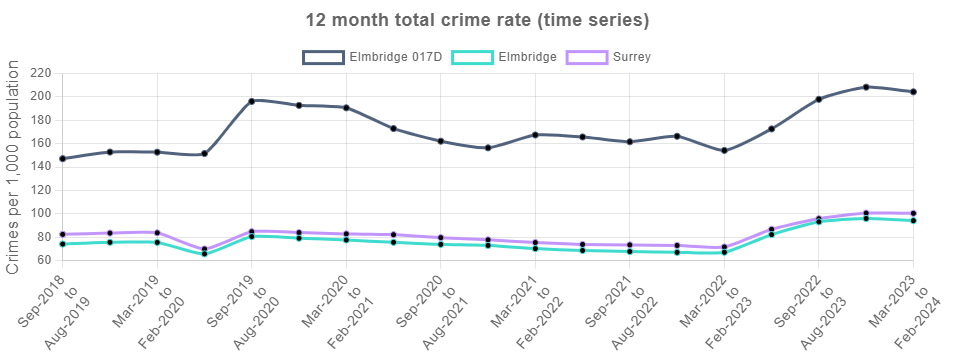 12 month total crime rate (time series)
Elmbridge 017D Elmbridge Surrey
Crimes per 1,000 population
220
200
180
160
140
120
100
80
60
Sep-2018 to Aug-2019
Mar-2019 to Feb-2020
Sep-2019 to Aug-2020
Mar-2020 to Feb-2021
Sep-2020 to Aug-2021
Mar-2021 to Feb-2022
Sep-2021 to Aug-2022
Mar-2022 to Feb-2023
Sep-2022 to Aug-2023
Mar-2023 to Feb-2024